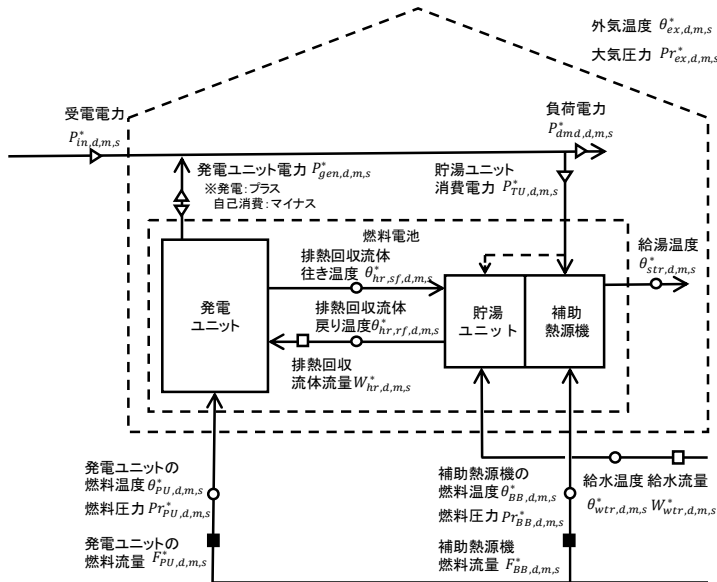 外気温度 θ*ex,d,m,s
大気圧力 Pr*ex,d,m,s
受電電力
P*in,d,m,s
負荷電力
P*dmd,d,m,s
発電ユニット電力 P*gen,d,m,s
※発電：プラス
自己消費：マイナス
貯湯ユニット
消費電力 P*TU,d,m,s
燃料電池
排熱回収流体
往き温度 θ*hr,sf,d,m,s
給湯温度
θ*str,d,m,s
発電
ユニット
排熱回収流体
戻り温度θ*hr,rf,d,m,s
貯湯
ユニット
補助
熱源機
排熱回収
流体流量W*hr,d,m,s
発電ユニットの
燃料温度 θ*PU,d,m,s
燃料圧力 Pr*PU,d,m,s
補助熱源機の
燃料温度 θ*BB,d,m,s
燃料圧力 Pr*BB,d,m,s
給水温度 給水流量
θ*wtr,d,m,s W*wtr,d,m,s
発電ユニットの
燃料流量 F*PU,d,m,s
補助熱源機
燃料流量 F*BB,d,m,s